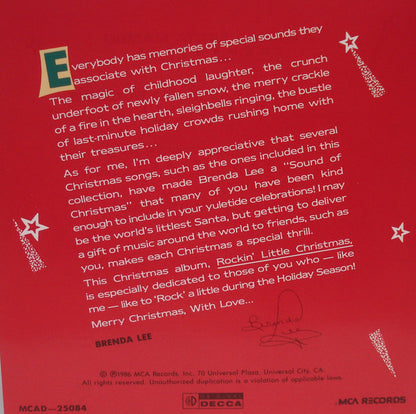 Everybody has memories of special sounds they
associate with Christmas...
The magic of childhood laughter, the crunch
underfoot of newly fallen snow, the merry crackle
of a fire in the hearth, sleighbells ringing, the bustle
of last-minute holiday crowds rushing home with
their treasures...
As for me, I'm deeply appreciative that several
Christmas songs, such as the ones included in this
collection, have made Brenda Lee a "Sound of
Christmas" that many of you have been kind
enough to include in your yuletide celebrations! I may
be the world's littlest Santa, but getting to deliver
a gift of music around the world to friends, such as
you, makes each Christmas a special thrill.
This Christmas album, Rockin' Little Christmas,
is especially dedicated to those of you who — like
me — like to 'Rock' a little during the Holiday Season!
Merry Christmas, With Love...
Brenda
Lee
BRENDA LEE
© ℗1986 MCA Records, Inc. 70 Universal Plaza, Universal City, CA.
All rights reserved. Unauthorized duplication is a violation of applicable laws.
MCAD—25084
DECCA
MCA RECORDS
MCA RECORDS